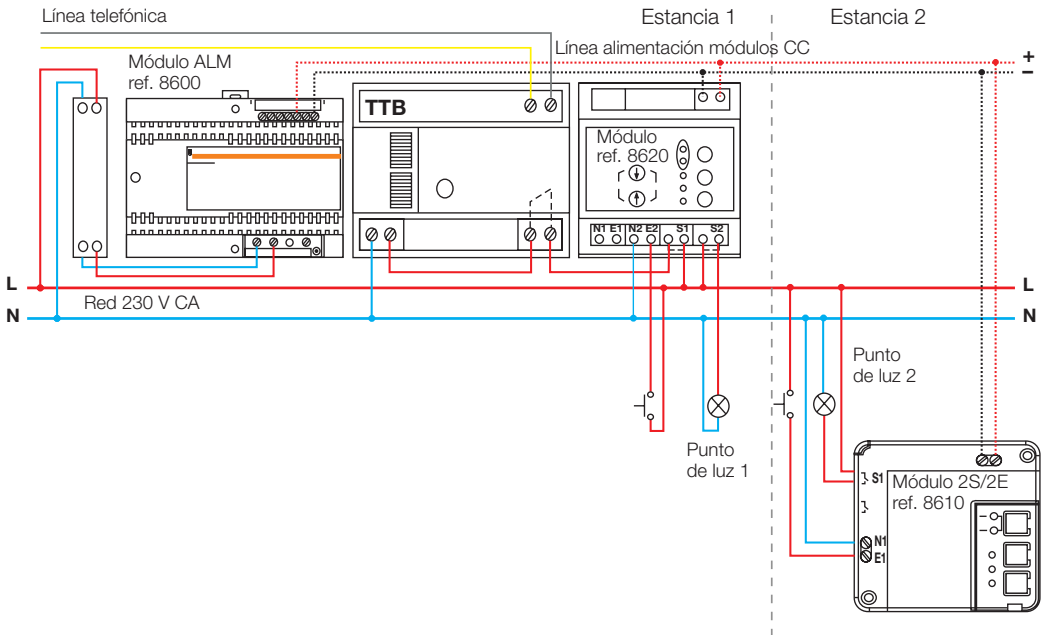 Línea telefónica
Estancia 1
Estancia 2
Línea alimentación módulos CC
+
–
Módulo ALM
ref. 8600
TTB
Módulo
ref. 8620
N1 E1 N2 E2 S1 S2
L
L
Red 230 V CA
N
N
Punto
de luz 2
Punto
de luz 1
S1
Módulo 2S/2E
ref. 8610
N1
E1